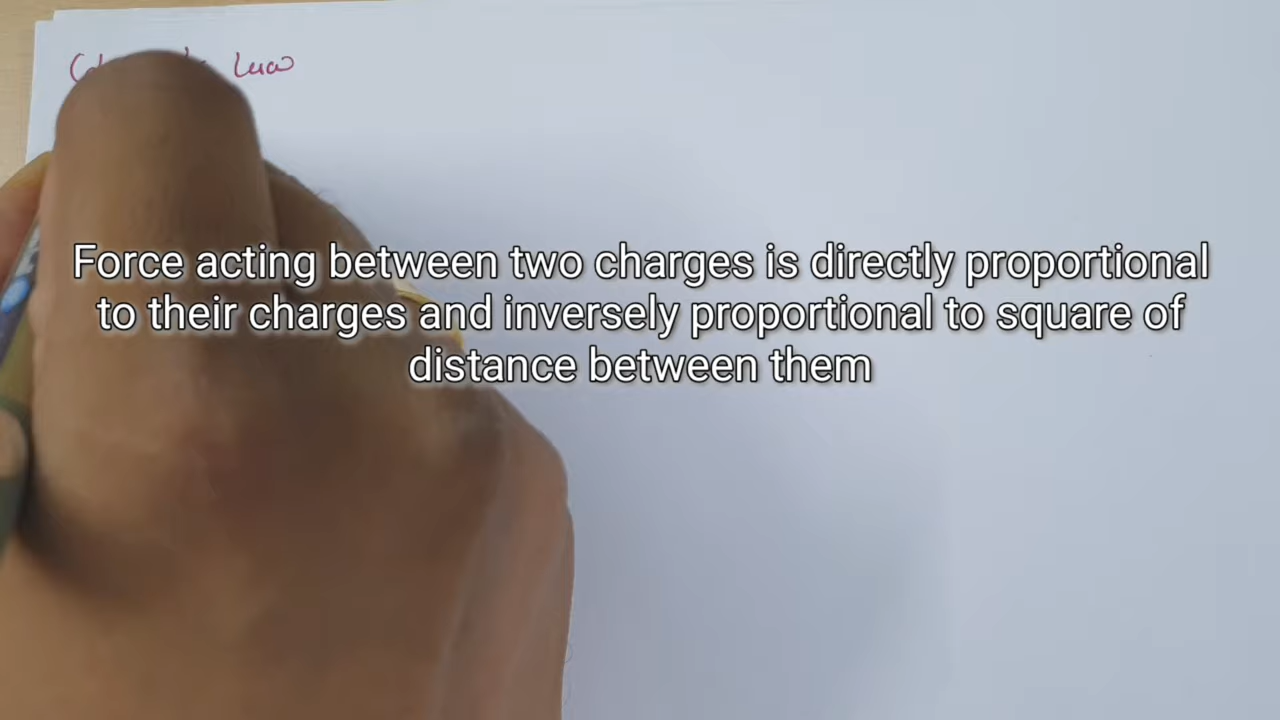 Law
Force acting between two charges is directly proportional
to their charges and inversely proportional to square of
distance between them